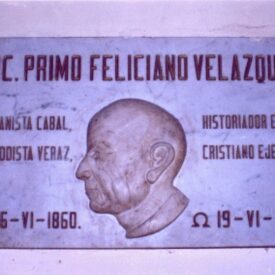 C. PRIMO FELICIANO VELAZQU
ANISTA CABAL, HISTORIADOR E
ODISTA VERAZ, CRISTIANO EJE
6-VI-1860. Ω 19-VI-